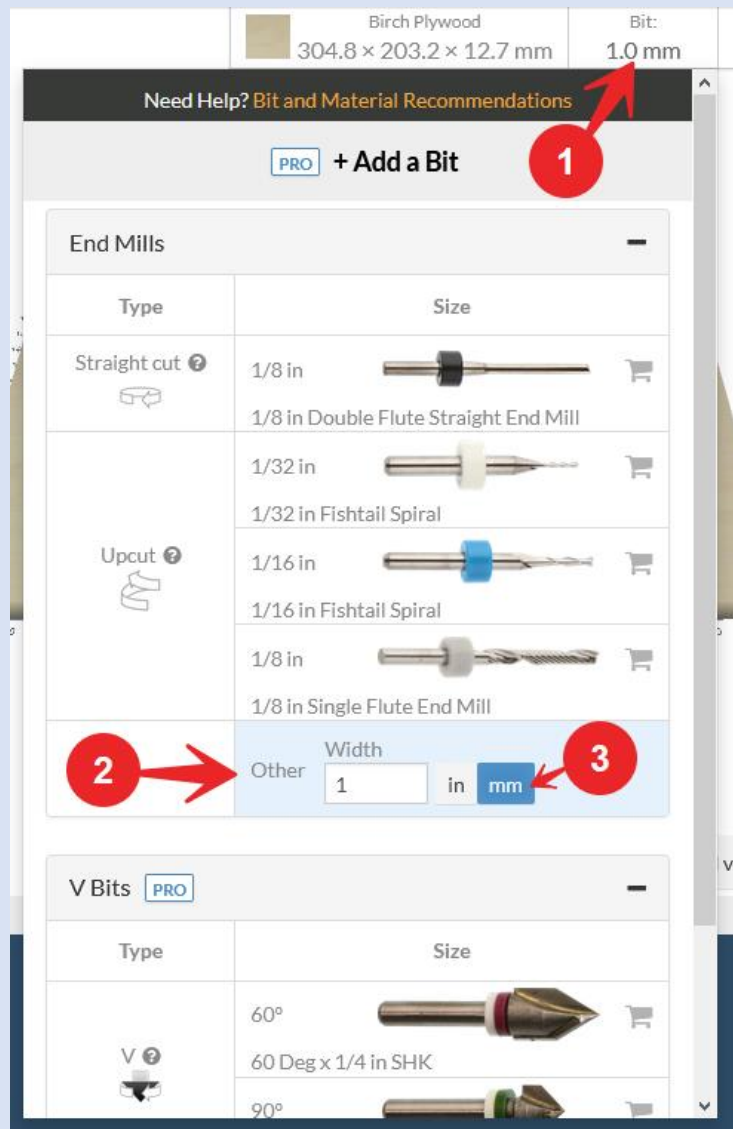 Birch Plywood
304.8 × 203.2 × 12.7 mm
Bit:
1.0 mm
Need Help? Bit and Material Recommendations
1
PRO + Add a Bit
End Mills
Type Size
Straight cut
1/8 in
1/8 in Double Flute Straight End Mill
Upcut
1/32 in
1/32 in Fishtail Spiral
1/16 in
1/16 in Fishtail Spiral
1/8 in
1/8 in Single Flute End Mill
2
Other
Width
1
in mm
3
V Bits PRO
Type Size
V
60°
60 Deg x 1/4 in SHK
90°